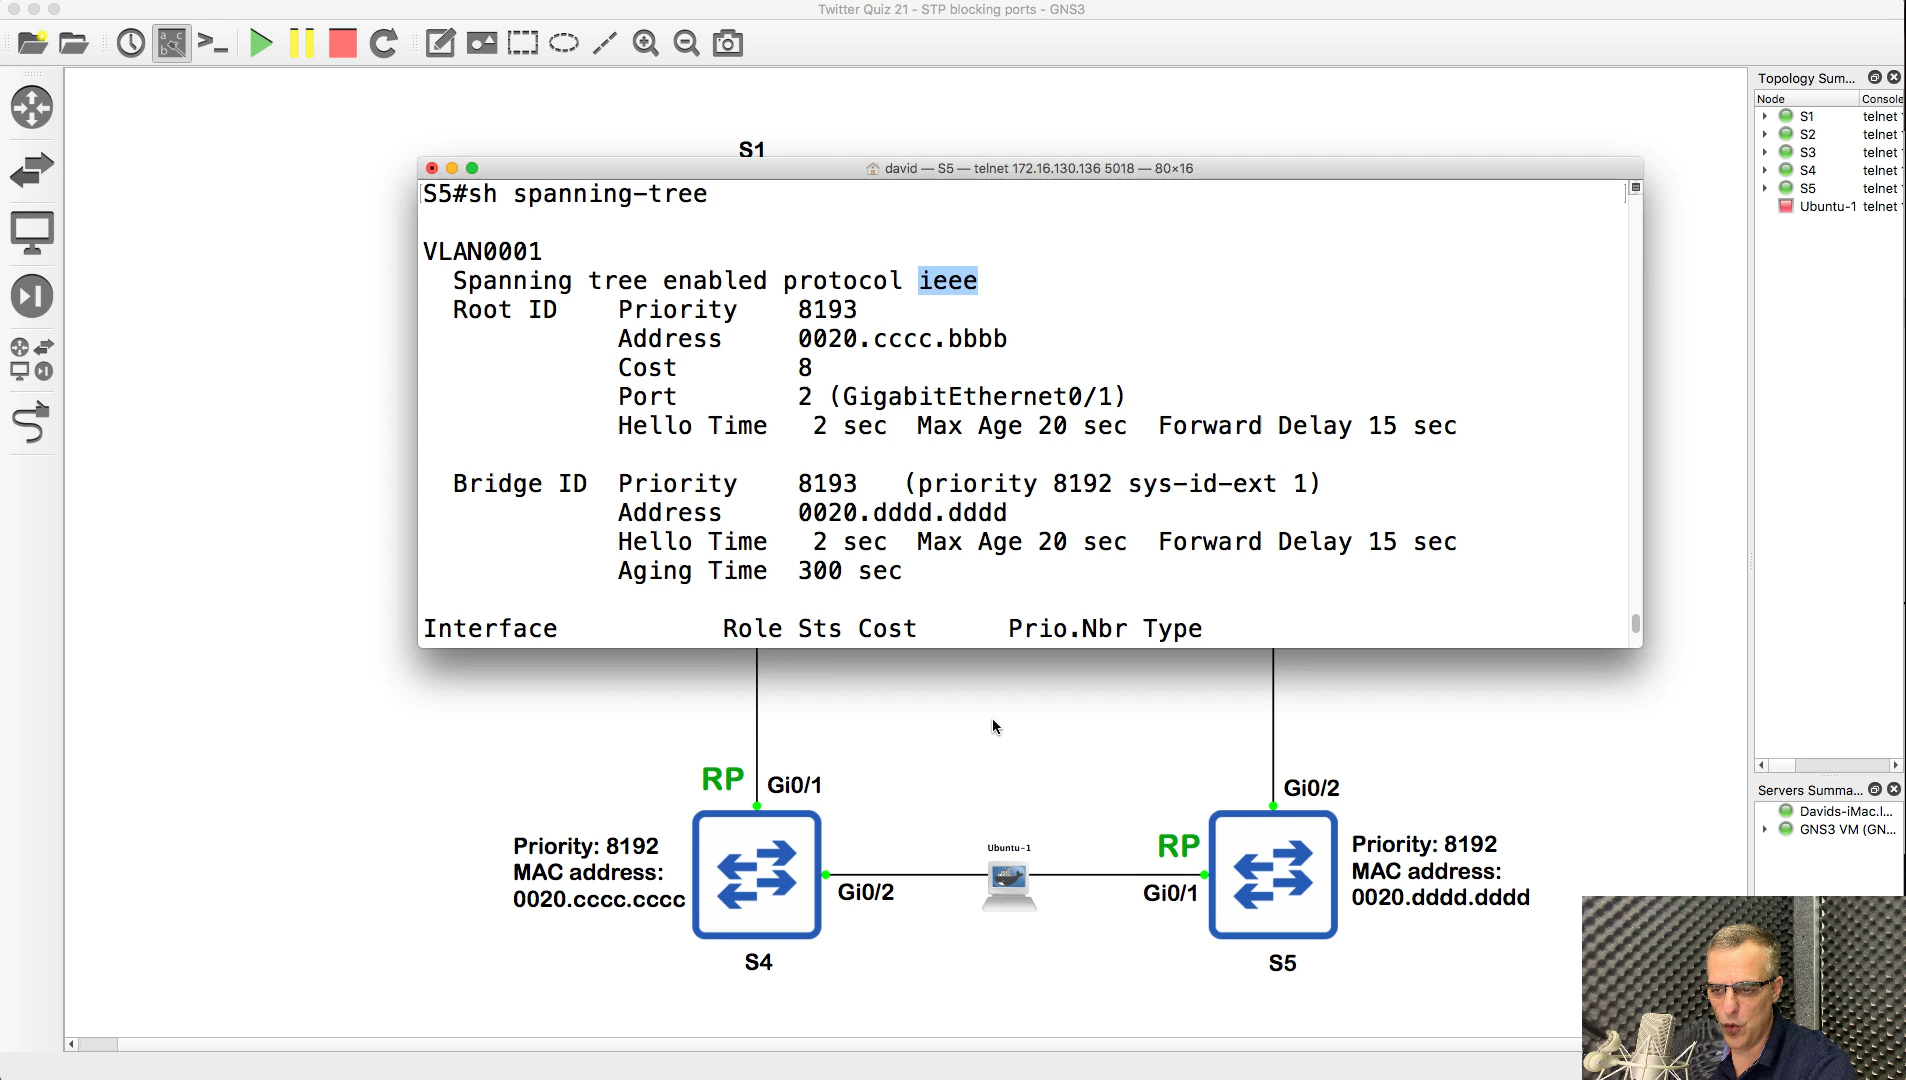 Twitter Quiz 21 - STP blocking ports - GNS3
Topology Sum...
Node Console
S1 telnet
S2 telnet
S3 telnet
S4 telnet
S5 telnet
Ubuntu-1 telnet
S1
david — S5 — telnet 172.16.130.136 5018 — 80×16
S5#sh spanning-tree
VLAN0001
Spanning tree enabled protocol ieee
Root ID Priority 8193
Address 0020.cccc.bbbb
Cost 8
Port 2 (GigabitEthernet0/1)
Hello Time 2 sec Max Age 20 sec Forward Delay 15 sec
Bridge ID Priority 8193 (priority 8192 sys-id-ext 1)
Address 0020.dddd.dddd
Hello Time 2 sec Max Age 20 sec Forward Delay 15 sec
Aging Time 300 sec
Interface Role Sts Cost Prio.Nbr Type
RP Gi0/1
Gi0/2
Priority: 8192
MAC address:
0020.cccc.cccc
Gi0/2
S4
Ubuntu-1
RP
Gi0/1
Priority: 8192
MAC address:
0020.dddd.dddd
S5
Servers Summa...
Davids-iMac.l...
GNS3 VM (GN...